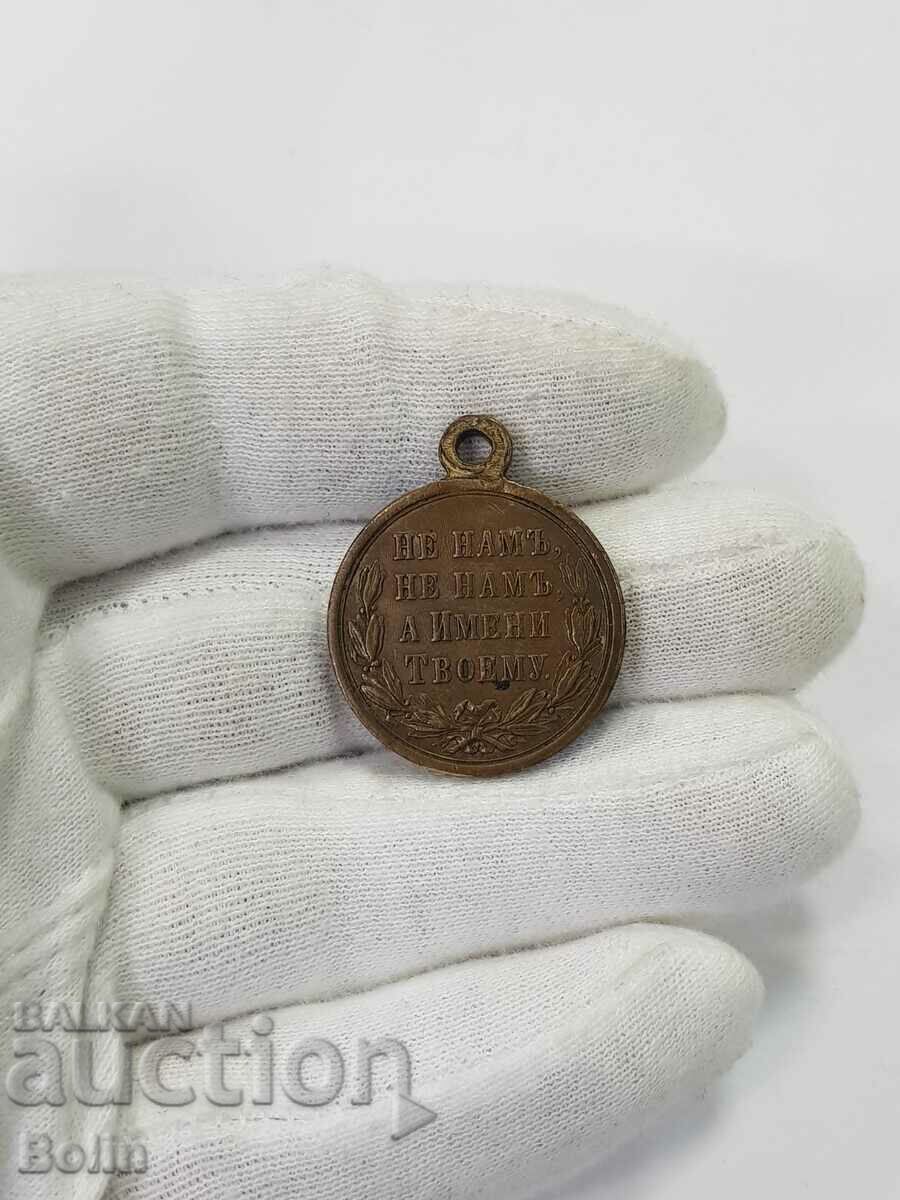 НЕ НАМЪ,
НЕ НАМЪ,
А ИМЕНИ
ТВОЕМУ.
BALKAN
auction
Bolin